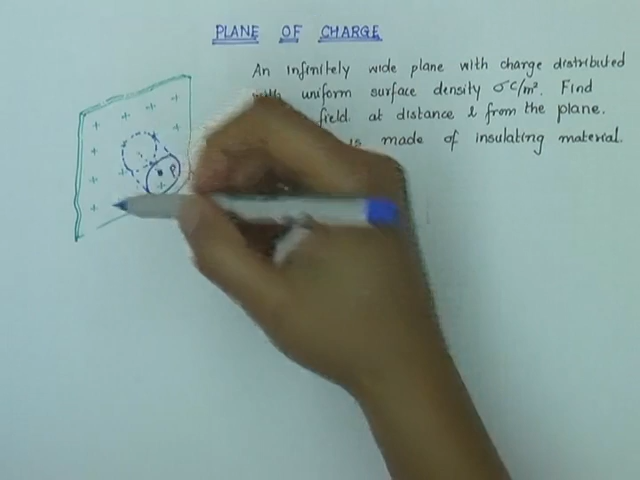 PLANE OF CHARGE
An infinitely wide plane with charge distributed
uniform surface density σ C/m². Find
field at distance r from the plane.
is made of insulating material.
P